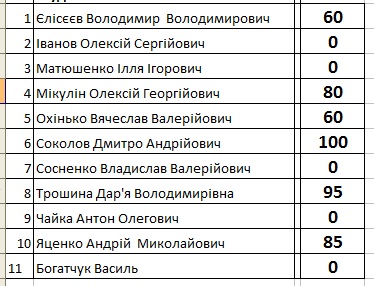 1 Єлісєєв Володимир Володимирович 60
2 Іванов Олексій Сергійович 0
3 Матюшенко Ілля Ігорович 0
4 Мікулін Олексій Георгійович 80
5 Охінько Вячеслав Валерійович 60
6 Соколов Дмитро Андрійович 100
7 Сосненко Владислав Валерійович 0
8 Трошина Дар'я Володимирівна 95
9 Чайка Антон Олегович 0
10 Яценко Андрій Миколайович 85
11 Богатчук Василь 0